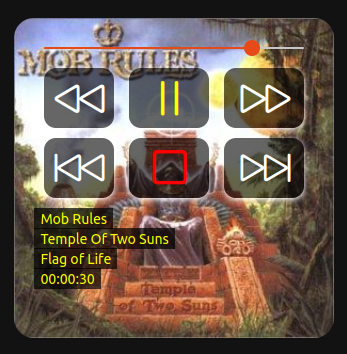 MOB RULES
Mob Rules
Temple Of Two Suns
Flag of Life
00:00:30
Temple
of Two Suns